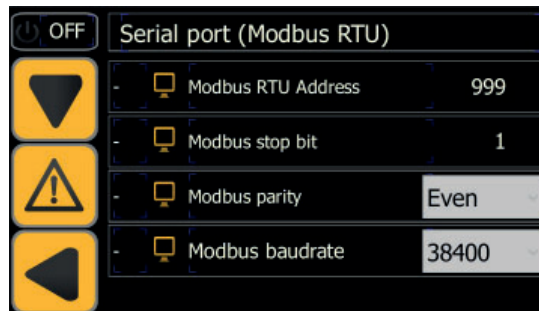 OFF Serial port (Modbus RTU)
- Modbus RTU Address 999
- Modbus stop bit 1
- Modbus parity Even
- Modbus baudrate 38400